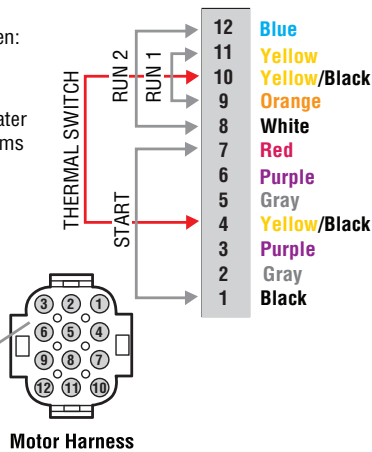 en:
ater
ms
THERMAL SWITCH
RUN 2
RUN 1
START
12 Blue
11 Yellow
10 Yellow/Black
9 Orange
8 White
7 Red
6 Purple
5 Gray
4 Yellow/Black
3 Purple
2 Gray
1 Black
3 2 1
6 5 4
9 8 7
12 11 10
Motor Harness